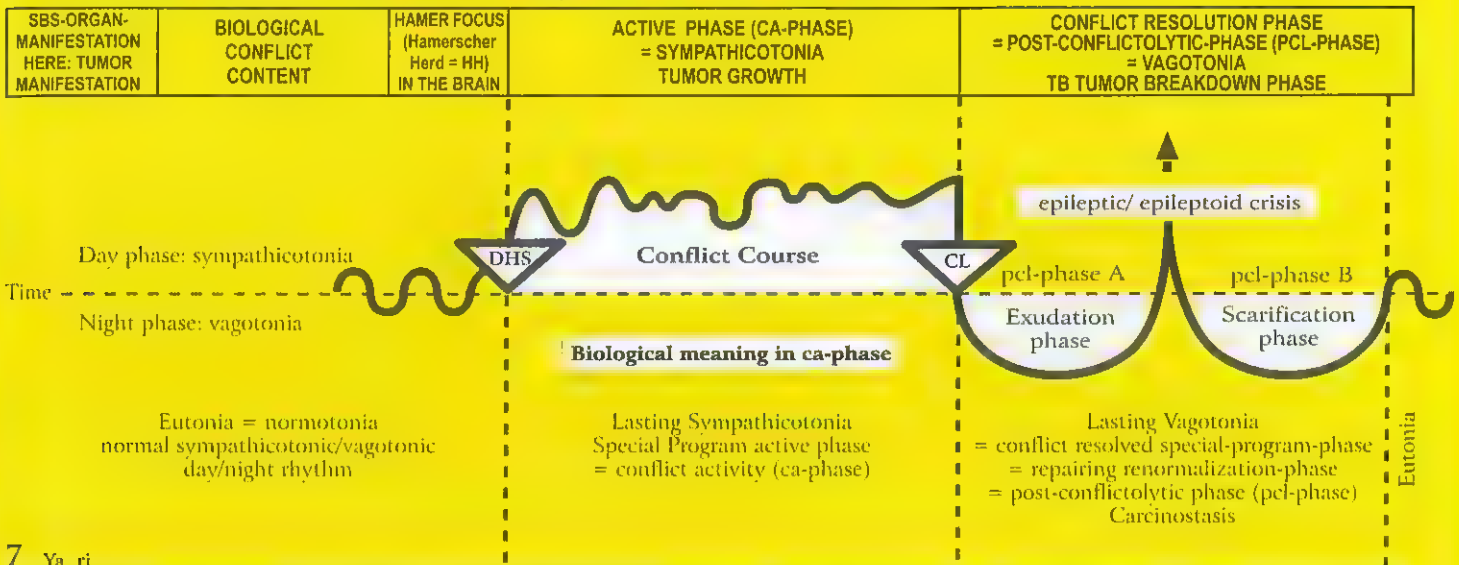 SBS-ORGAN-
MANIFESTATION
HERE: TUMOR
MANIFESTATION
BIOLOGICAL
CONFLICT
CONTENT
HAMER FOCUS
(Hamerscher
Herd = HH)
IN THE BRAIN
ACTIVE PHASE (CA-PHASE)
= SYMPATHICOTONIA
TUMOR GROWTH
CONFLICT RESOLUTION PHASE
= POST-CONFLICTOLYTIC-PHASE (PCL-PHASE)
= VAGOTONIA
TB TUMOR BREAKDOWN PHASE
epileptic/ epileptoid crisis
Day phase: sympathicotonia
DHS
Conflict Course
CL
pcl-phase A
pcl-phase B
Time
Night phase: vagotonia
Exudation
phase
Scarification
phase
Biological meaning in ca-phase
Eutonia = normotonia
normal sympathicotonic/vagotonic
day/night rhythm
Lasting Sympathicotonia
Special Program active phase
= conflict activity (ca-phase)
Lasting Vagotonia
= conflict resolved special-program-phase
= repairing renormalization-phase
= post-conflictolytic phase (pcl-phase)
Carcinostasis
Eutonia
7 Ya ri